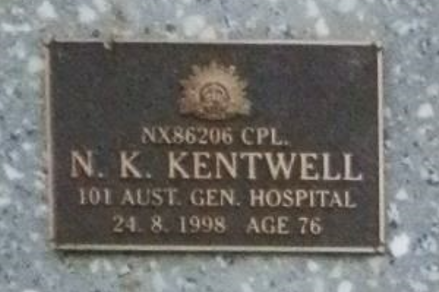 NX86206 CPL.
N. K. KENTWELL
101 AUST. GEN. HOSPITAL
24. 8. 1998 AGE 76